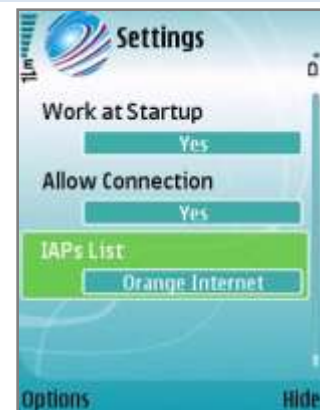 Settings
Work at Startup
Yes
Allow Connection
Yes
IAPs List
Orange Internet
Options Hide